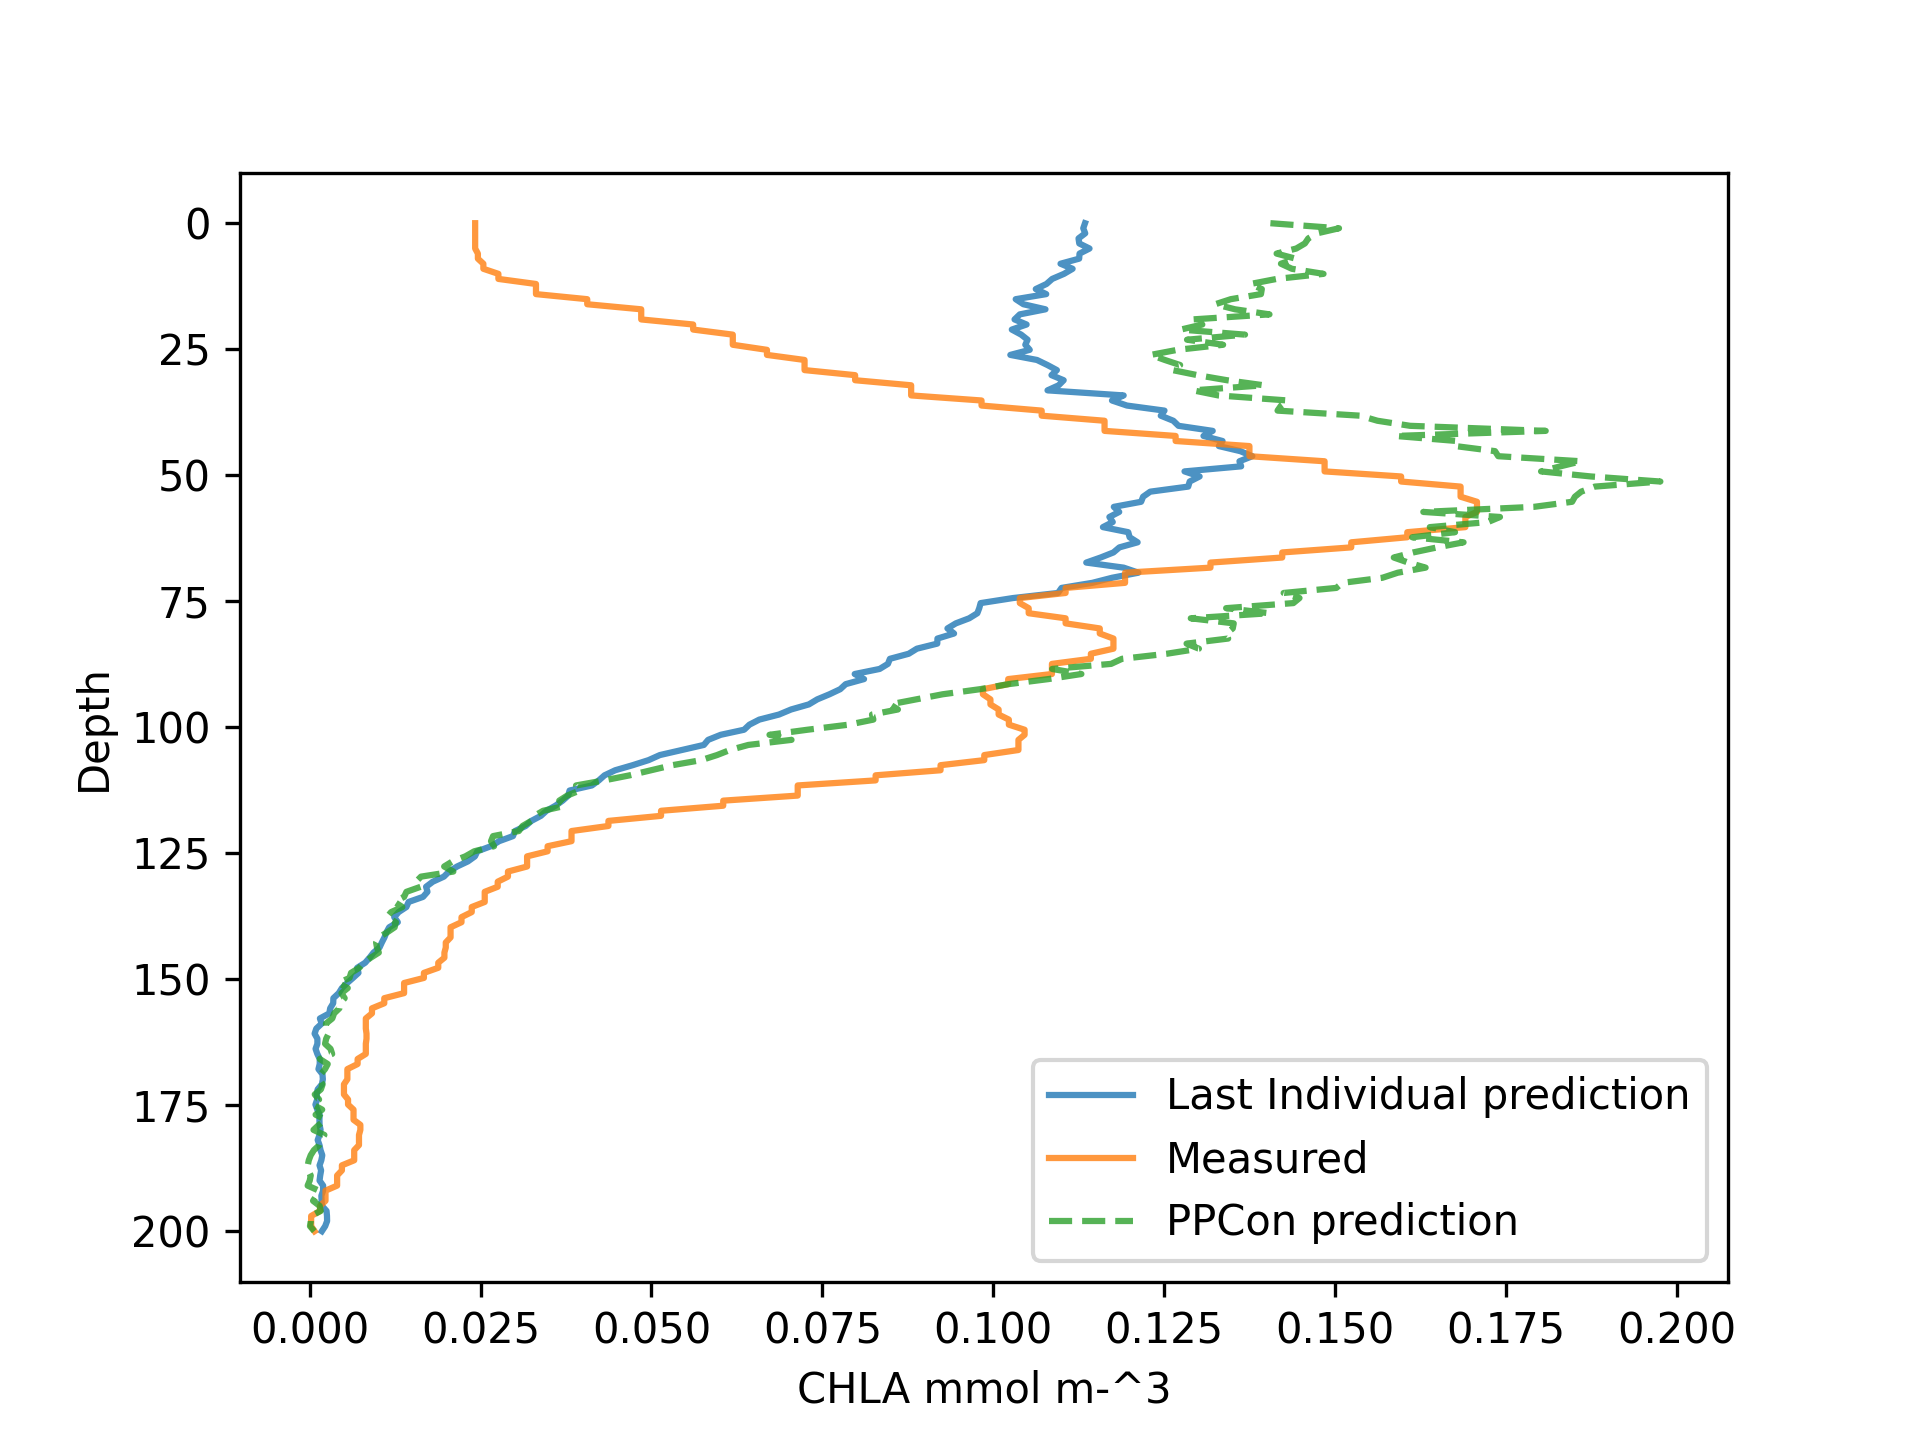 0
25
50
75
100
125
150
175
200
Depth
0.000 0.025 0.050 0.075 0.100 0.125 0.150 0.175 0.200
CHLA mmol m-^3
Last Individual prediction
Measured
PPCon prediction